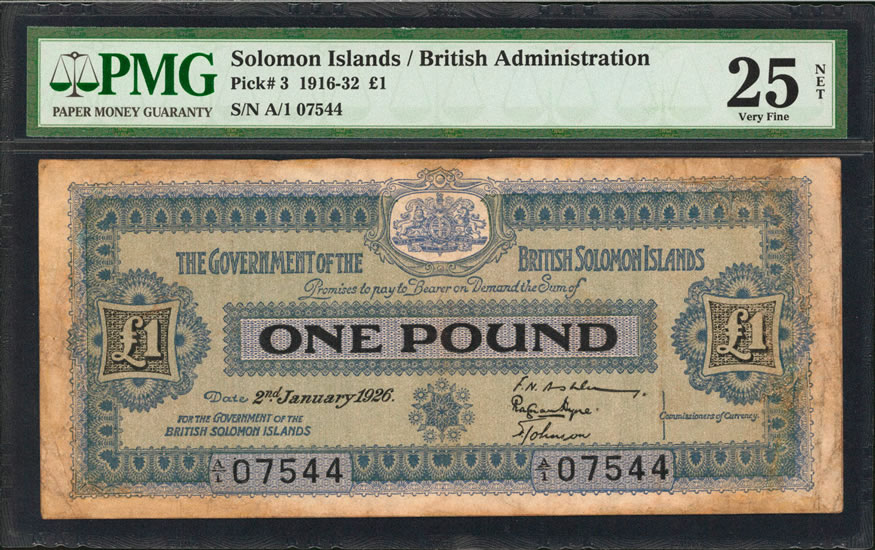 PMG
PAPER MONEY GUARANTY
Solomon Islands / British Administration
Pick# 3 1916-32 £1
S/N A/1 07544
25
NET
Very Fine
THE GOVERNMENT OF THE BRITISH SOLOMON ISLANDS
Promises to pay to Bearer on Demand the Sum of
£1 ONE POUND £1
Date 2nd. January 1926.
FOR THE GOVERNMENT OF THE
BRITISH SOLOMON ISLANDS
Commissioners of Currency.
A/1 07544 A/1 07544